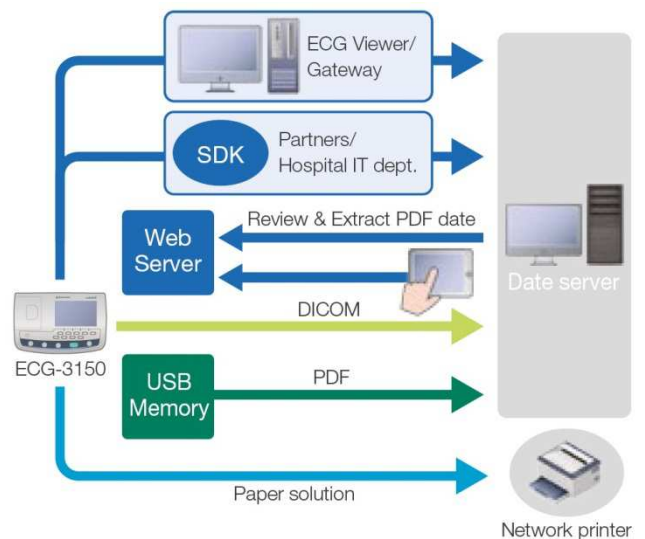 ECG Viewer/
Gateway
SDK
Partners/
Hospital IT dept.
Web
Server
Review & Extract PDF date
Date server
DICOM
ECG-3150
USB
Memory
PDF
Paper solution
Network printer